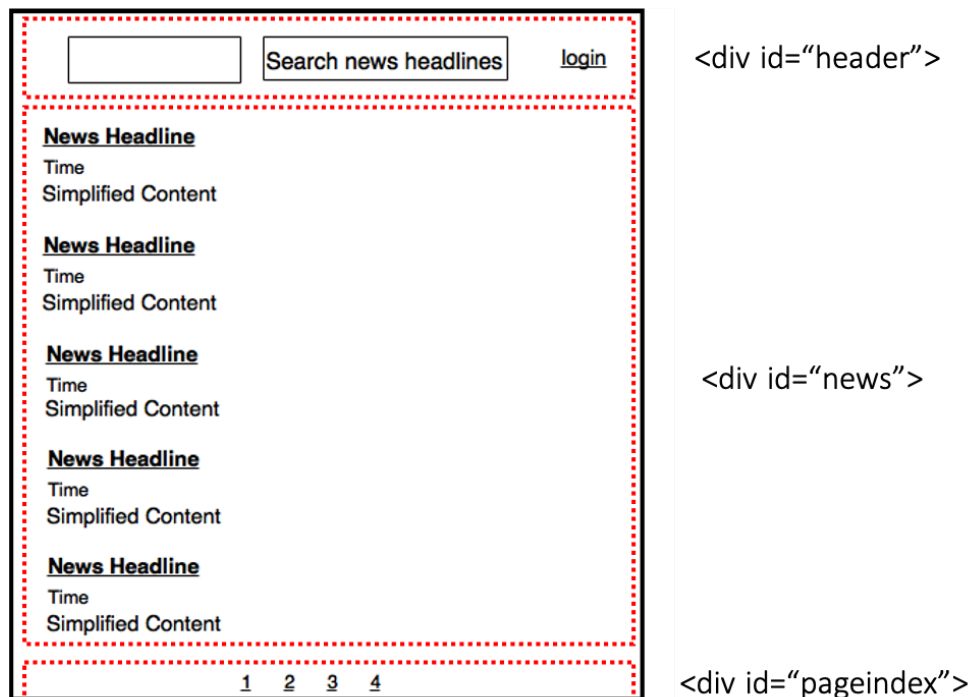 Search news headlines login <div id=“header”>
News Headline
Time
Simplified Content
News Headline
Time
Simplified Content
News Headline
<div id=“news”>
Time
Simplified Content
News Headline
Time
Simplified Content
News Headline
Time
Simplified Content
1 2 3 4 <div id=“pageindex”>